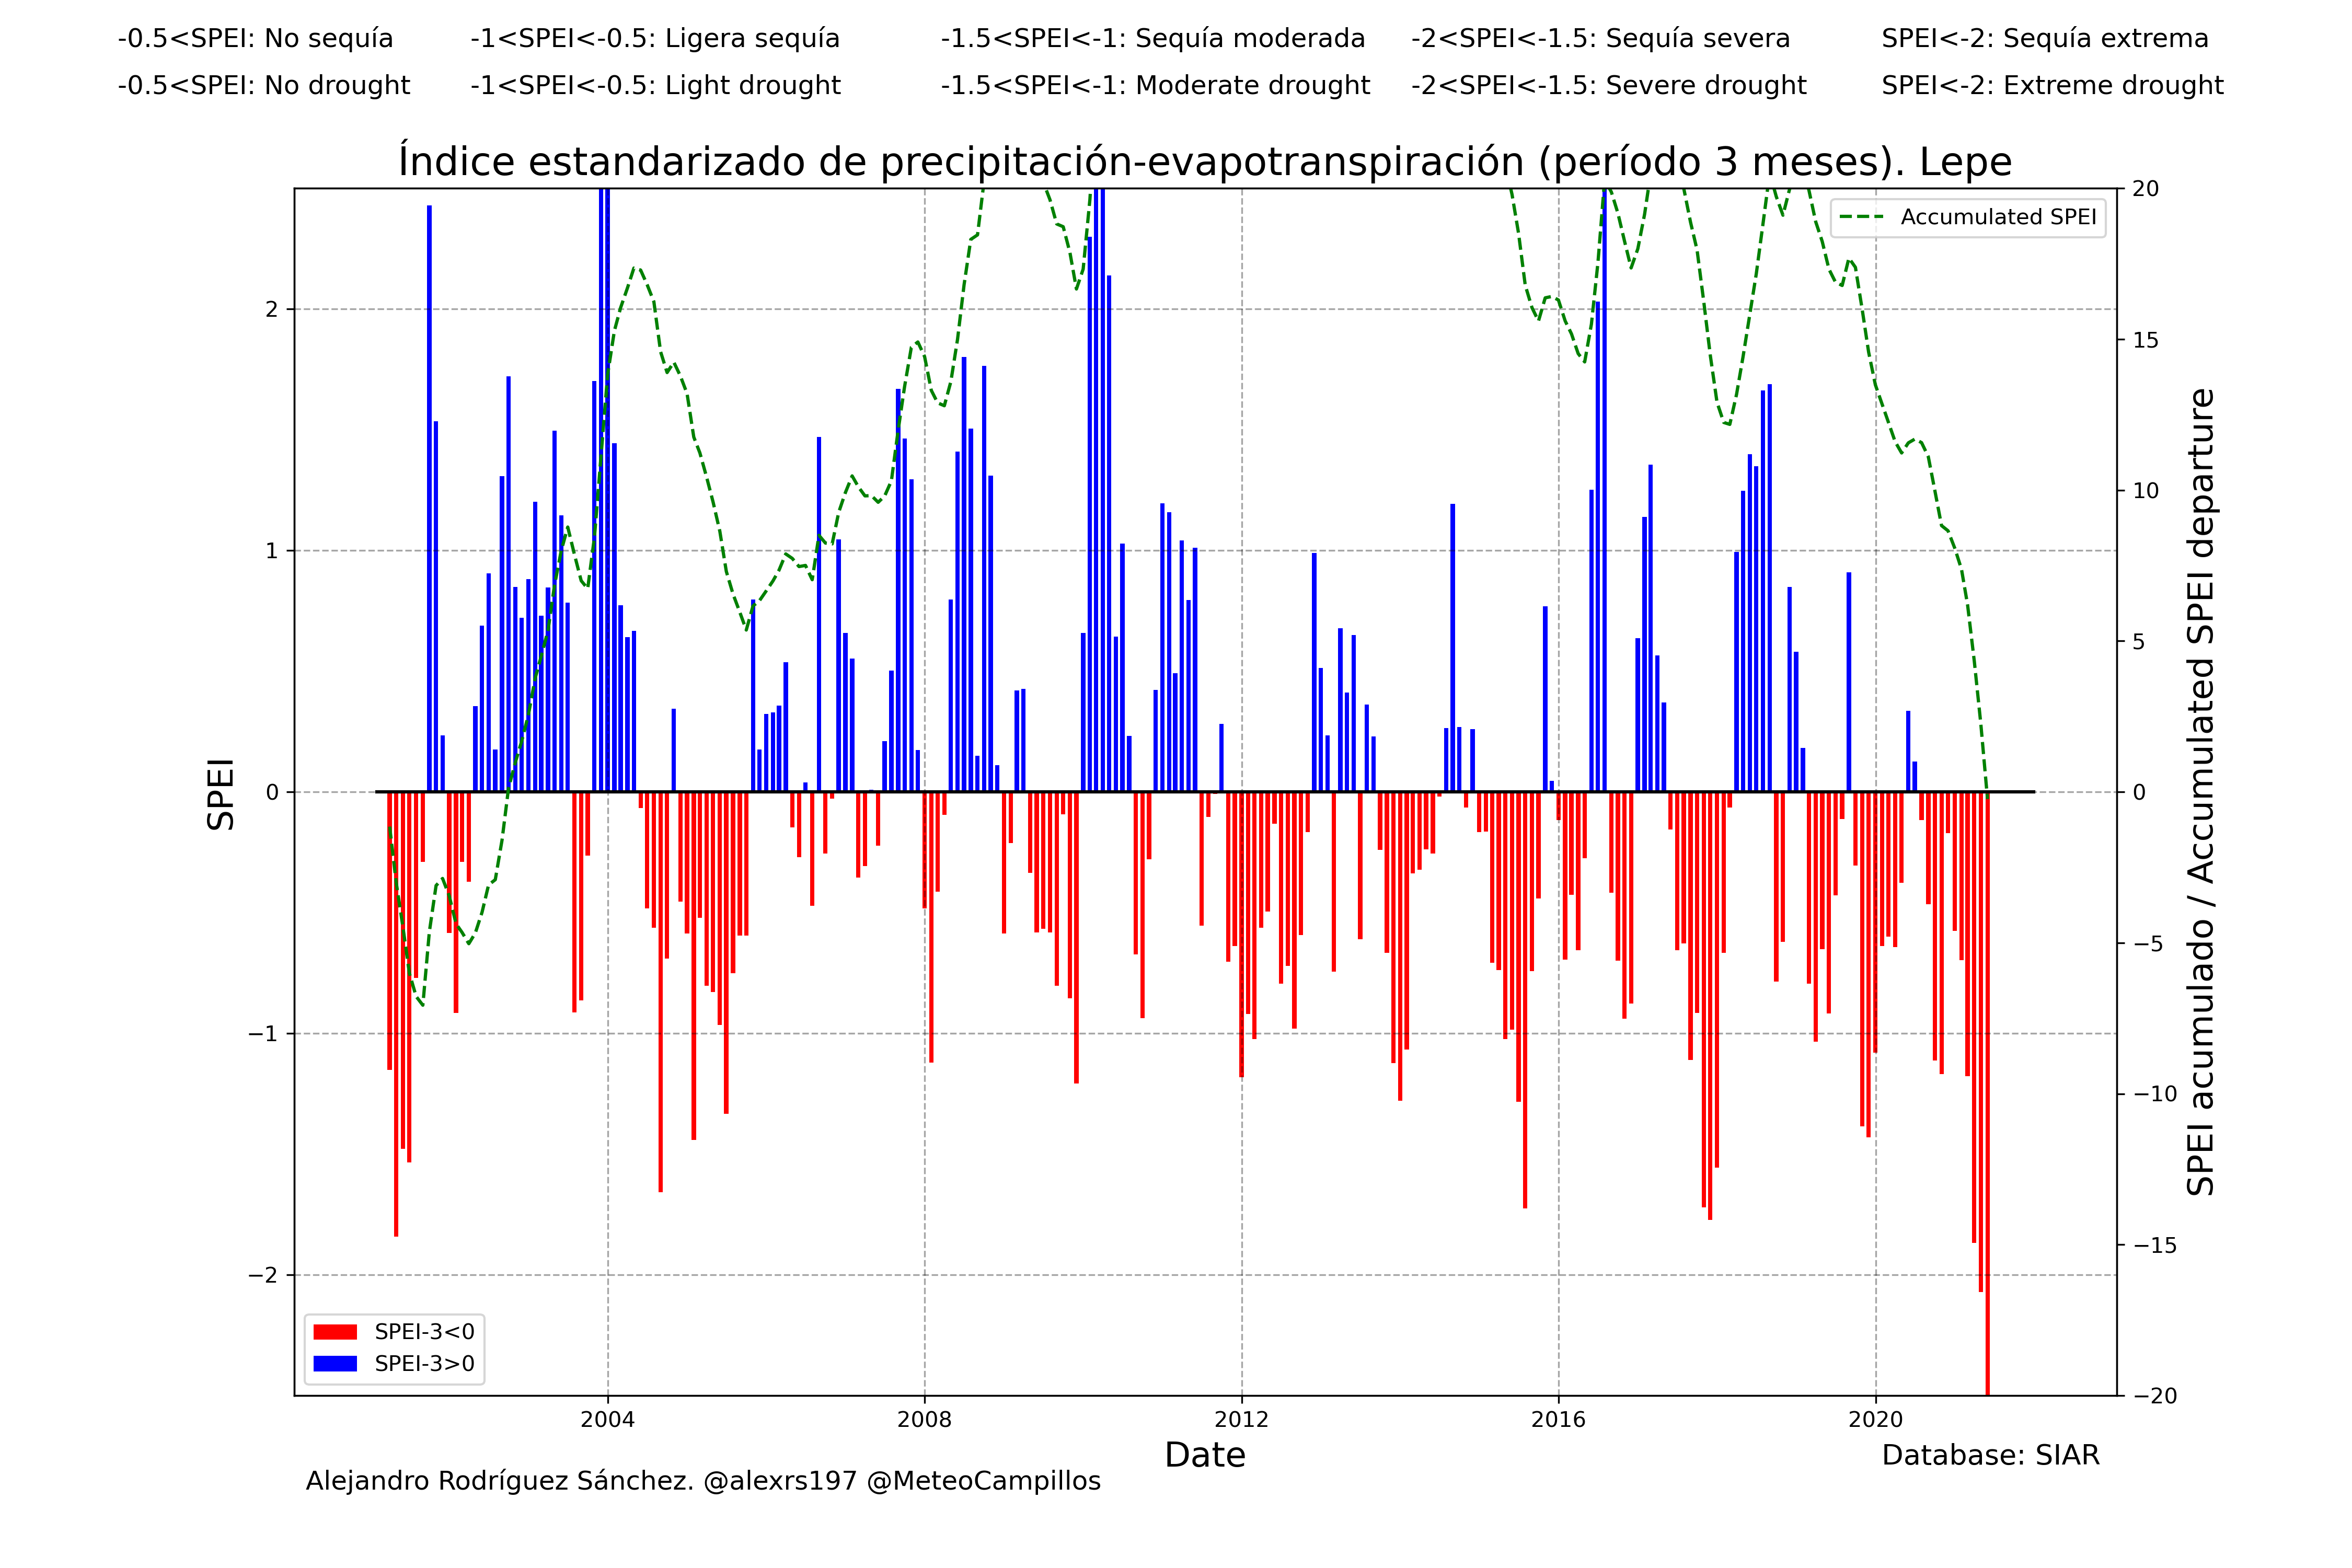 -0.5<SPEI: No sequía -1<SPEI<-0.5: Ligera sequía -1.5<SPEI<-1: Sequía moderada -2<SPEI<-1.5: Sequía severa SPEI<-2: Sequía extrema
-0.5<SPEI: No drought -1<SPEI<-0.5: Light drought -1.5<SPEI<-1: Moderate drought -2<SPEI<-1.5: Severe drought SPEI<-2: Extreme drought
Índice estandarizado de precipitación-evapotranspiración (período 3 meses). Lepe
Accumulated SPEI
SPEI
2
1
0
−1
−2
20
15
10
5
0
−5
−10
−15
−20
SPEI acumulado / Accumulated SPEI departure
SPEI-3<0
SPEI-3>0
2004 2008 2012 2016 2020
Date
Database: SIAR
Alejandro Rodríguez Sánchez. @alexrs197 @MeteoCampillos